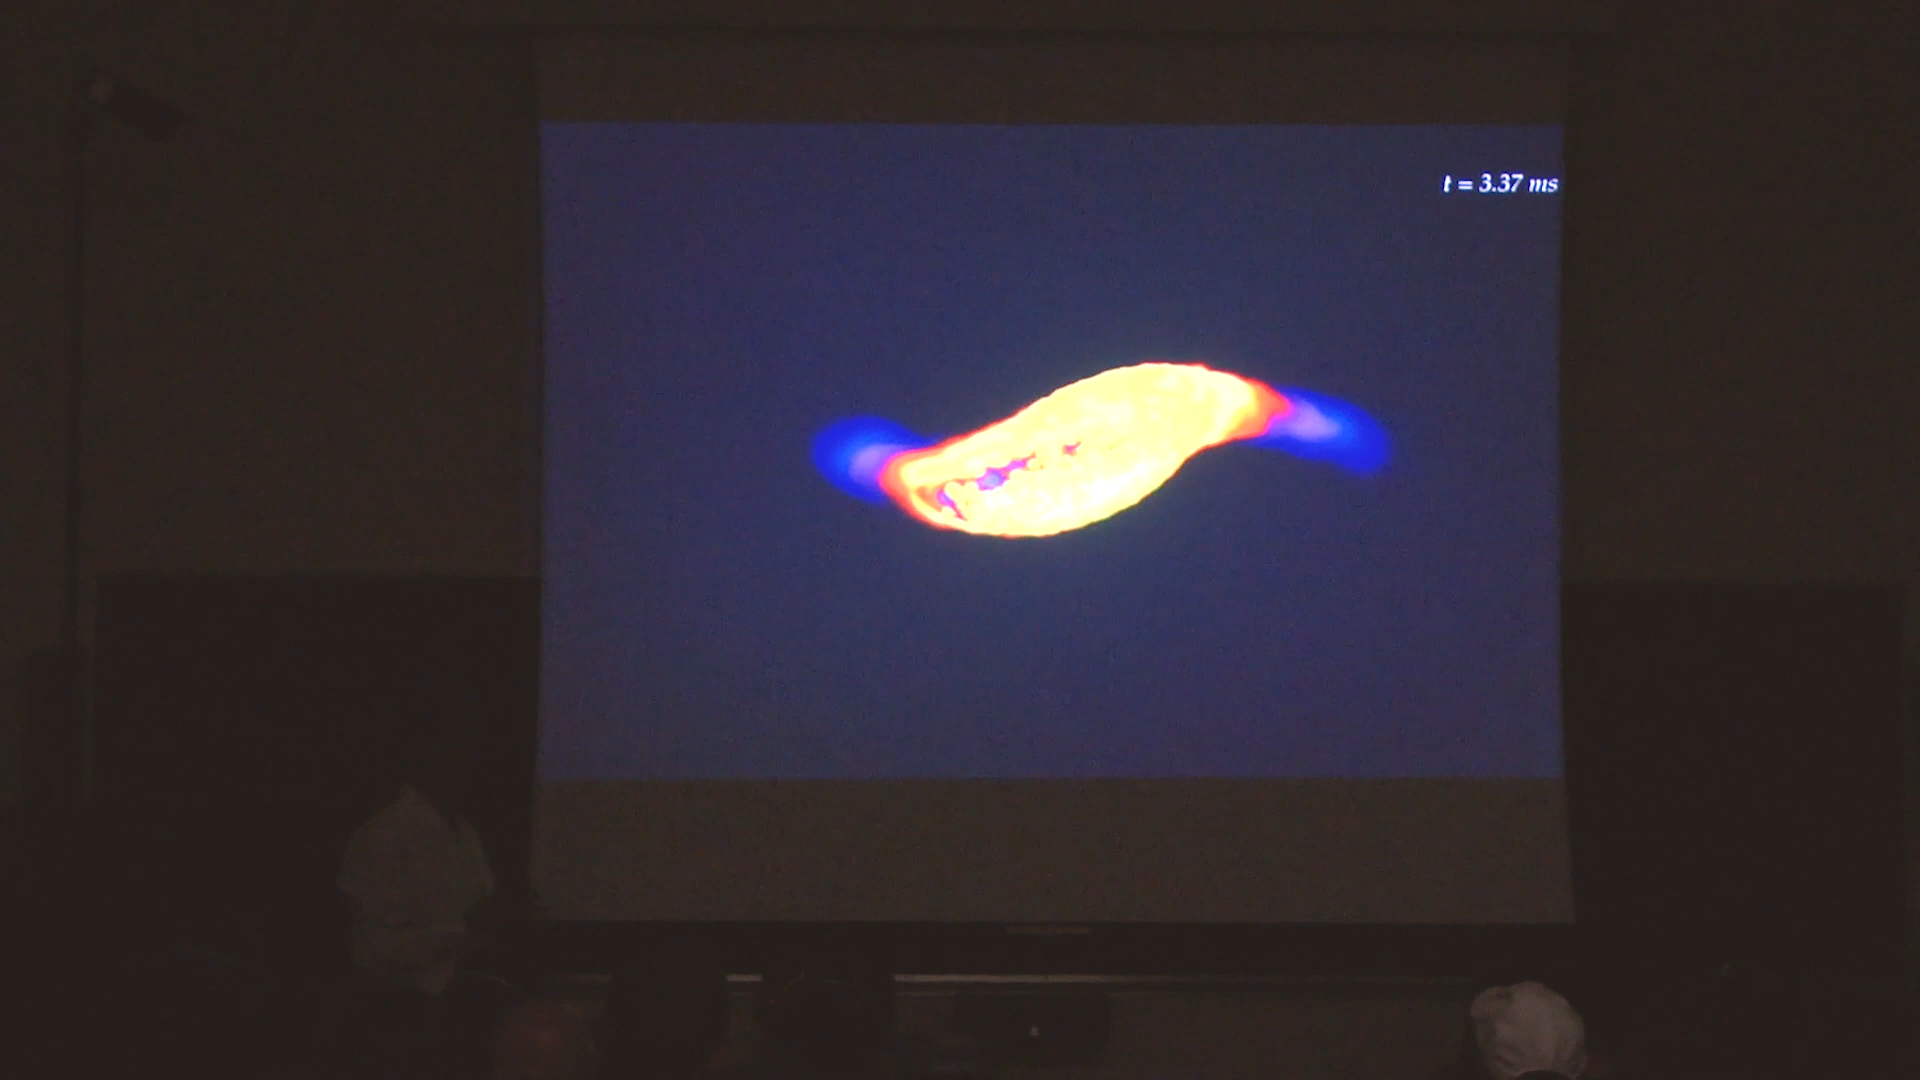 t = 3.37 ms